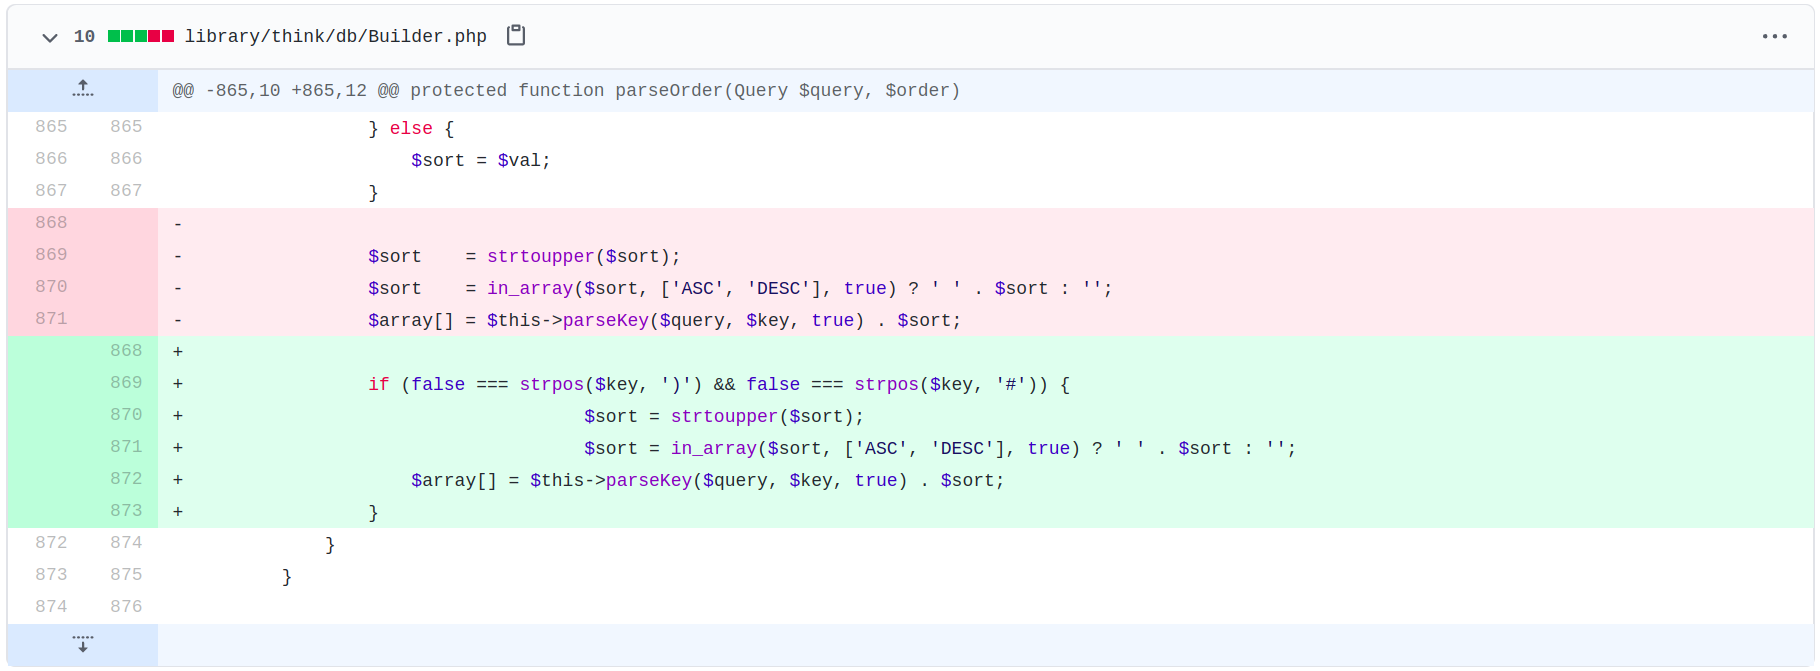 10 library/think/db/Builder.php
@@ -865,10 +865,12 @@ protected function parseOrder(Query $query, $order)
865 865 } else {
866 866 $sort = $val;
867 867 }
868 -
869 - $sort = strtoupper($sort);
870 - $sort = in_array($sort, ['ASC', 'DESC'], true) ? ' ' . $sort : '';
871 - $array[] = $this->parseKey($query, $key, true) . $sort;
868 +
869 + if (false === strpos($key, ')') && false === strpos($key, '#')) {
870 + $sort = strtoupper($sort);
871 + $sort = in_array($sort, ['ASC', 'DESC'], true) ? ' ' . $sort : '';
872 + $array[] = $this->parseKey($query, $key, true) . $sort;
873 + }
872 874 }
873 875 }
874 876